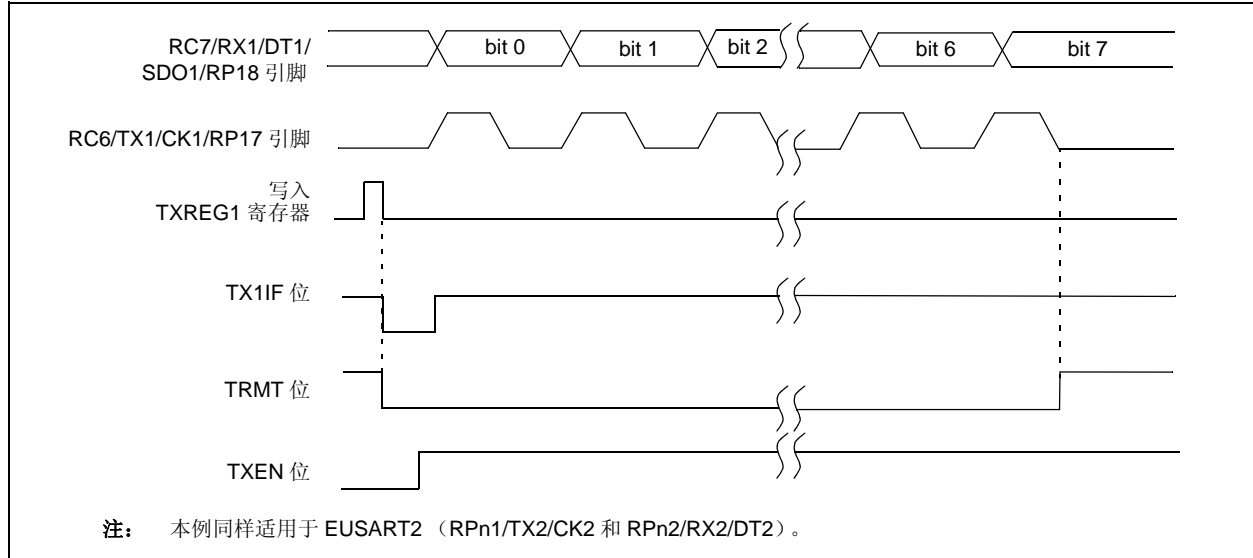 RC7/RX1/DT1/
SDO1/RP18 引脚
bit 0
bit 1
bit 2
bit 6
bit 7
RC6/TX1/CK1/RP17 引脚
写入
TXREG1 寄存器
TX1IF 位
TRMT 位
TXEN 位
注： 本例同样适用于 EUSART2 （RPn1/TX2/CK2 和 RPn2/RX2/DT2）。